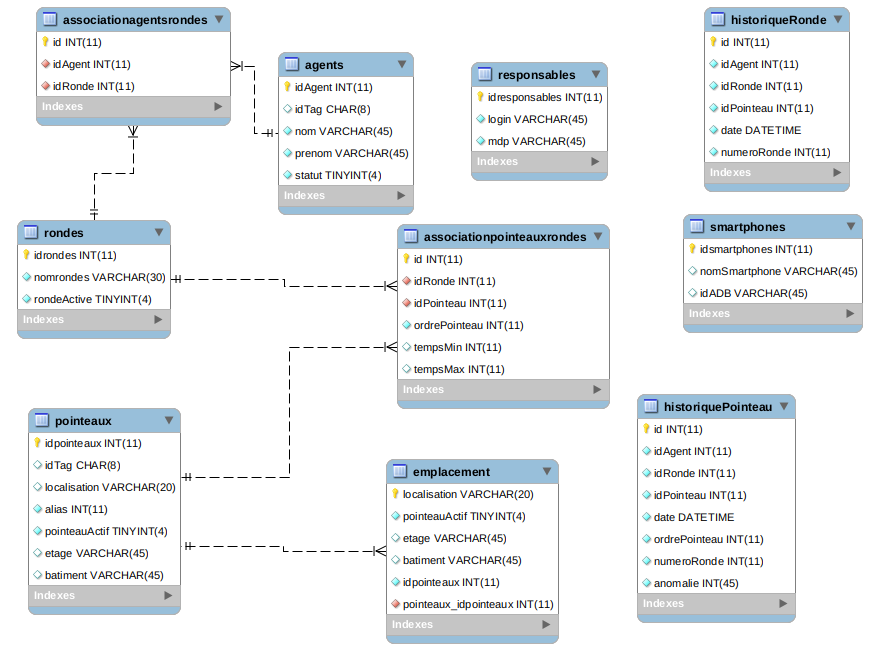 associationagentsrondes
id INT(11)
idAgent INT(11)
idRonde INT(11)
Indexes
agents
idAgent INT(11)
idTag CHAR(8)
nom VARCHAR(45)
prenom VARCHAR(45)
statut TINYINT(4)
Indexes
responsables
idresponsables INT(11)
login VARCHAR(45)
mdp VARCHAR(45)
Indexes
historiqueRonde
id INT(11)
idAgent INT(11)
idRonde INT(11)
idPointeau INT(11)
date DATETIME
numeroRonde INT(11)
Indexes
rondes
idrondes INT(11)
nomrondes VARCHAR(30)
rondeActive TINYINT(4)
Indexes
associationpointeauxrondes
id INT(11)
idRonde INT(11)
idPointeau INT(11)
ordrePointeau INT(11)
tempsMin INT(11)
tempsMax INT(11)
Indexes
smartphones
idsmartphones INT(11)
nomSmartphone VARCHAR(45)
idADB VARCHAR(45)
Indexes
pointeaux
idpointeaux INT(11)
idTag CHAR(8)
localisation VARCHAR(20)
alias INT(11)
pointeauActif TINYINT(4)
etage VARCHAR(45)
batiment VARCHAR(45)
Indexes
emplacement
localisation VARCHAR(20)
pointeauActif TINYINT(4)
etage VARCHAR(45)
batiment VARCHAR(45)
idpointeaux INT(11)
pointeaux_idpointeaux INT(11)
Indexes
historiquePointeau
id INT(11)
idAgent INT(11)
idRonde INT(11)
idPointeau INT(11)
date DATETIME
ordrePointeau INT(11)
numeroRonde INT(11)
anomalie INT(45)
Indexes